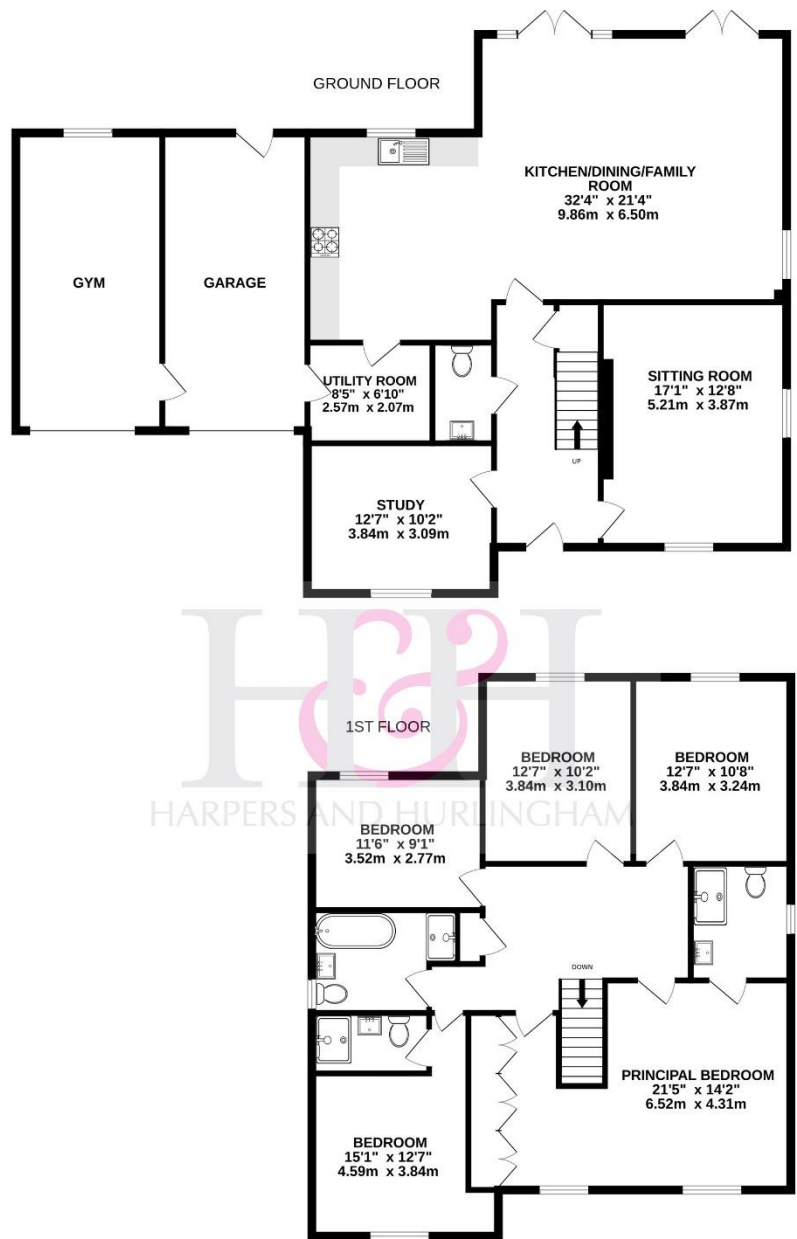 GROUND FLOOR
KITCHEN/DINING/FAMILY
ROOM
32'4" x 21'4"
9.86m x 6.50m
GYM
GARAGE
UTILITY ROOM
8'5" x 6'10"
2.57m x 2.07m
SITTING ROOM
17'1" x 12'8"
5.21m x 3.87m
UP
STUDY
12'7" x 10'2"
3.84m x 3.09m
H&H
HARPERS AND HURLINGHAM
1ST FLOOR
BEDROOM
12'7" x 10'2"
3.84m x 3.10m
BEDROOM
12'7" x 10'8"
3.84m x 3.24m
BEDROOM
11'6" x 9'1"
3.52m x 2.77m
DOWN
PRINCIPAL BEDROOM
21'5" x 14'2"
6.52m x 4.31m
BEDROOM
15'1" x 12'7"
4.59m x 3.84m